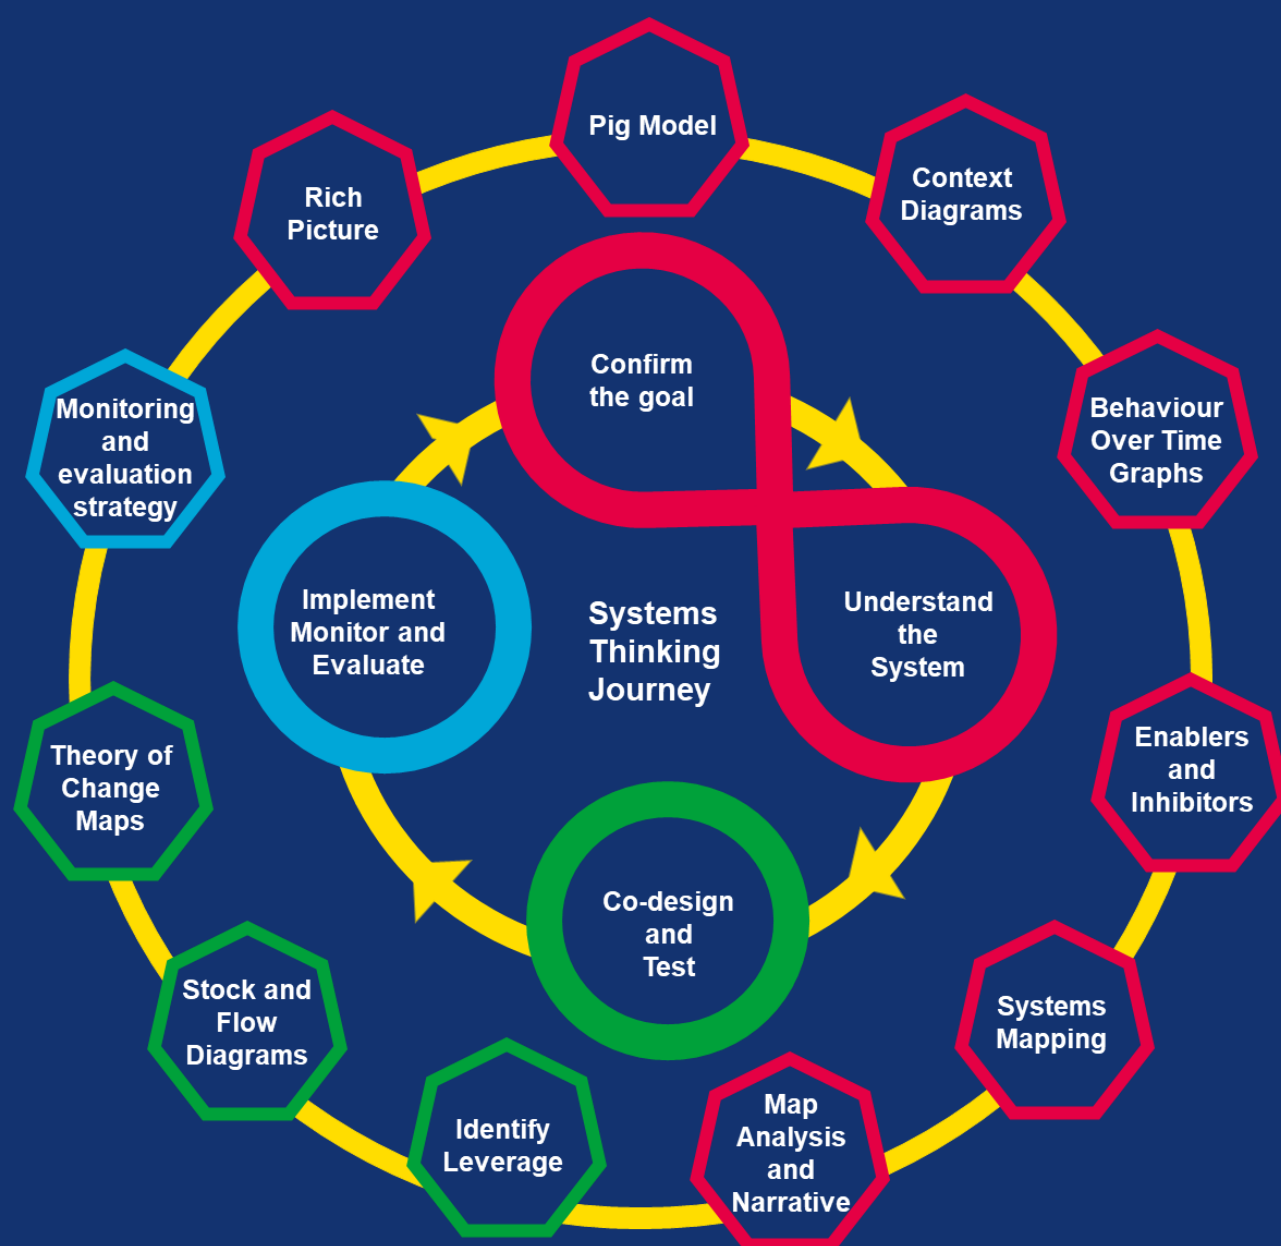 Pig Model
Context
Diagrams
Rich
Picture
Confirm
the goal
Behaviour
Over Time
Graphs
Monitoring
and
evaluation
strategy
Implement
Monitor and
Evaluate
Systems
Thinking
Journey
Understand
the
System
Enablers
and
Inhibitors
Theory of
Change
Maps
Co-design
and
Test
Stock and
Flow
Diagrams
Systems
Mapping
Identify
Leverage
Map
Analysis
and
Narrative